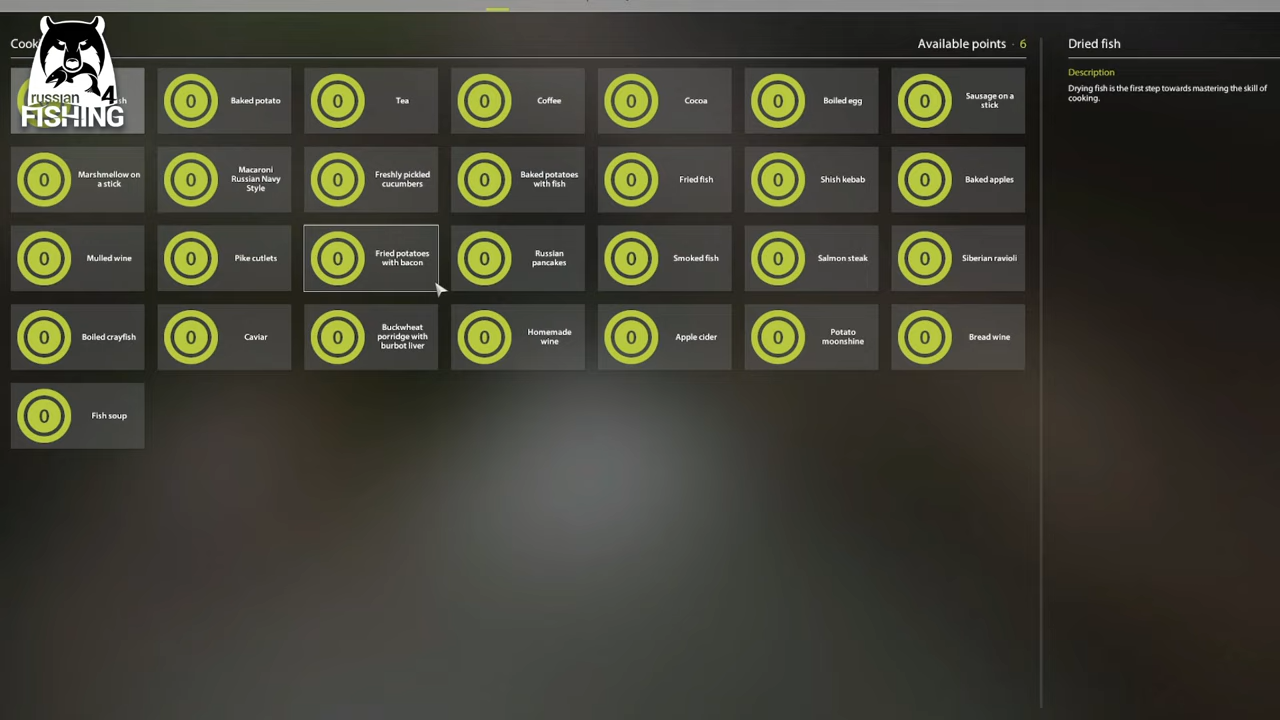 Available points · 6
Dried fish
russian 4
FISHING
0
Baked potato
0
Tea
0
Coffee
0
Cocoa
0
Boiled egg
0
Sausage on a
stick
0
Marshmellow on
a stick
0
Macaroni
Russian Navy
Style
0
Freshly pickled
cucumbers
0
Baked potatoes
with fish
0
Fried fish
0
Shish kebab
0
Baked apples
0
Mulled wine
0
Pike cutlets
0
Fried potatoes
with bacon
0
Russian
pancakes
0
Smoked fish
0
Salmon steak
0
Siberian ravioli
0
Boiled crayfish
0
Caviar
0
Buckwheat
porridge with
burbot liver
0
Homemade
wine
0
Apple cider
0
Potato
moonshine
0
Bread wine
0
Fish soup
Description
Drying fish is the first step towards mastering the skill of
cooking.